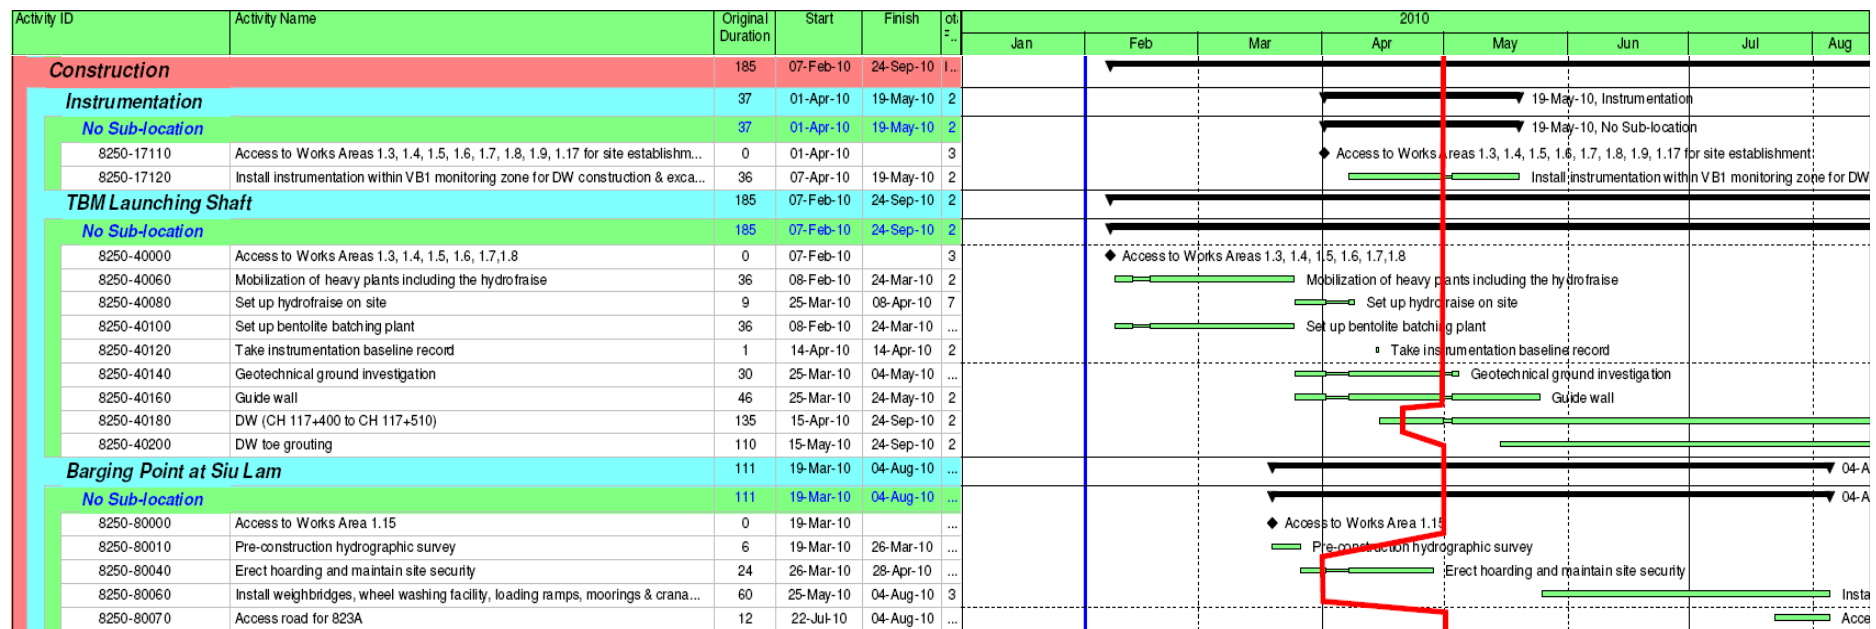 Activity ID Activity Name Original Duration Start Finish 2010
Jan Feb Mar Apr May Jun Jul Aug
Construction 185 07-Feb-10 24-Sep-10
Instrumentation 37 01-Apr-10 19-May-10 2 19-May-10, Instrumentation
No Sub-location 37 01-Apr-10 19-May-10 2 19-May-10, No Sub-location
8250-17110 Access to Works Areas 1.3, 1.4, 1.5, 1.6, 1.7, 1.8, 1.9, 1.17 for site establishm... 0 01-Apr-10 3 Access to Works Areas 1.3, 1.4, 1.5, 1.6, 1.7, 1.8, 1.9, 1.17 for site establishment
8250-17120 Install instrumentation within VB1 monitoring zone for DW construction & exca... 36 07-Apr-10 19-May-10 2 Install instrumentation within VB1 monitoring zone for DW
TBM Launching Shaft 185 07-Feb-10 24-Sep-10 2
No Sub-location 185 07-Feb-10 24-Sep-10 2
8250-40000 Access to Works Areas 1.3, 1.4, 1.5, 1.6, 1.7,1.8 0 07-Feb-10 3 Access to Works Areas 1.3, 1.4, 1.5, 1.6, 1.7,1.8
8250-40060 Mobilization of heavy plants including the hydrofraise 36 08-Feb-10 24-Mar-10 2 Mobilization of heavy plants including the hydrofraise
8250-40080 Set up hydrofraise on site 9 25-Mar-10 08-Apr-10 7 Set up hydrofraise on site
8250-40100 Set up bentolite batching plant 36 08-Feb-10 24-Mar-10 ... Set up bentolite batching plant
8250-40120 Take instrumentation baseline record 1 14-Apr-10 14-Apr-10 2 Take instrumentation baseline record
8250-40140 Geotechnical ground investigation 30 25-Mar-10 04-May-10 ... Geotechnical ground investigation
8250-40160 Guide wall 46 25-Mar-10 24-May-10 2 Guide wall
8250-40180 DW (CH 117+400 to CH 117+510) 135 15-Apr-10 24-Sep-10 2
8250-40200 DW toe grouting 110 15-May-10 24-Sep-10 2
Barging Point at Siu Lam 111 19-Mar-10 04-Aug-10 ... 04-A
No Sub-location 111 19-Mar-10 04-Aug-10 ... 04-A
8250-80000 Access to Works Area 1.15 0 19-Mar-10 ... Access to Works Area 1.15
8250-80010 Pre-construction hydrographic survey 6 19-Mar-10 26-Mar-10 ... Pre-construction hydrographic survey
8250-80040 Erect hoarding and maintain site security 24 26-Mar-10 28-Apr-10 ... Erect hoarding and maintain site security
8250-80060 Install weighbridges, wheel washing facility, loading ramps, moorings & crana... 60 25-May-10 04-Aug-10 3 Insta
8250-80070 Access road for 823A 12 22-Jul-10 04-Aug-10 ... Acce